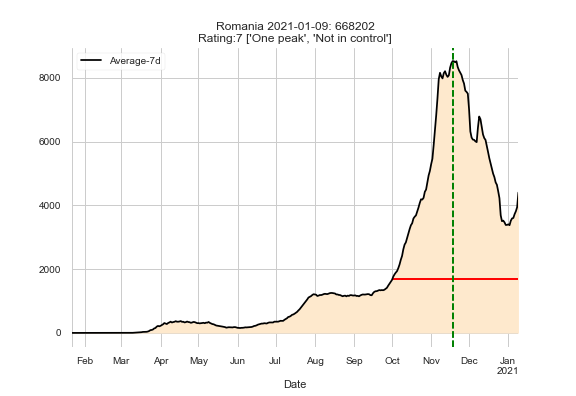 Romania 2021-01-09: 668202
Rating:7 ['One peak', 'Not in control']
Average-7d
8000
6000
4000
2000
0
Feb Mar Apr May Jun Jul Aug Sep Oct Nov Dec Jan
2021
Date